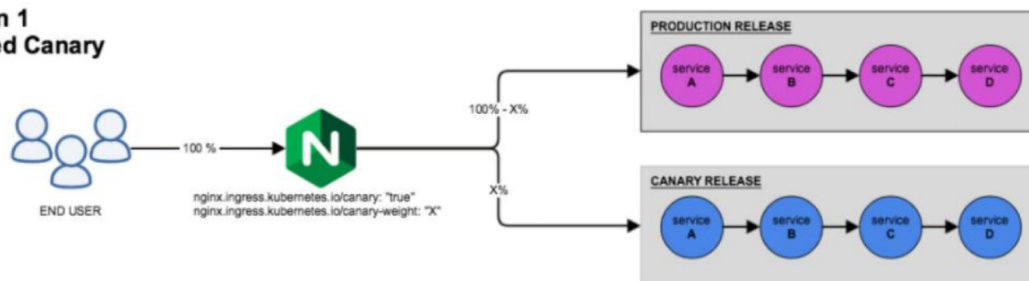 n 1
ed Canary
END USER
100 %
N
nginx.ingress.kubernetes.io/canary: "true"
nginx.ingress.kubernetes.io/canary-weight: "X"
100% - X%
X%
PRODUCTION RELEASE
service
A
service
B
service
C
service
D
CANARY RELEASE
service
A
service
B
service
C
service
D